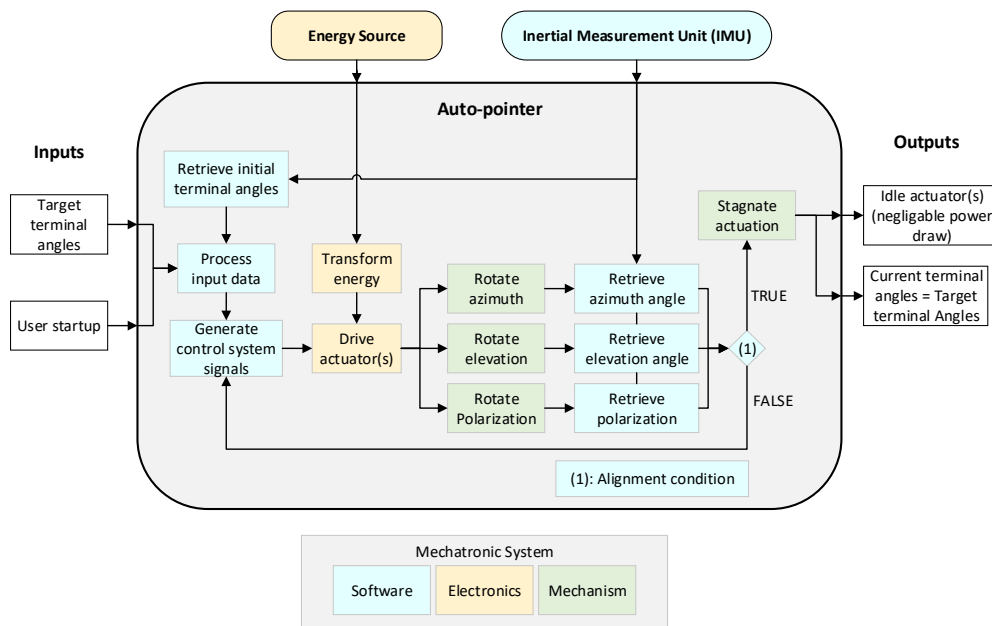 Energy Source
Inertial Measurement Unit (IMU)
Auto-pointer
Inputs
Outputs
Retrieve initial
terminal angles
Target
terminal
angles
Stagnate
actuation
Idle actuator(s)
(negligable power
draw)
Process
input data
Transform
energy
Rotate
azimuth
Retrieve
azimuth angle
TRUE
Current terminal
angles = Target
terminal Angles
User startup
Generate
control system
signals
Drive
actuator(s)
Rotate
elevation
Retrieve
elevation angle
(1)
Rotate
Polarization
Retrieve
polarization
FALSE
(1): Alignment condition
Mechatronic System
Software
Electronics
Mechanism